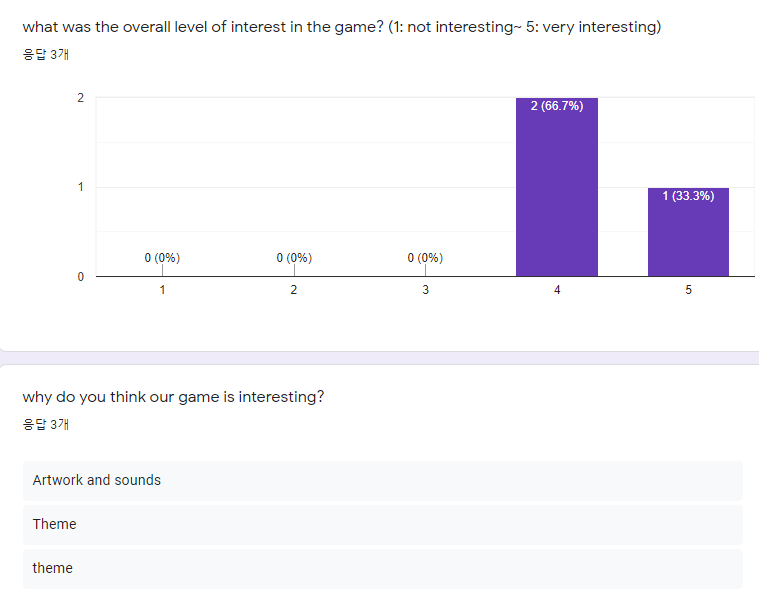 what was the overall level of interest in the game? (1: not interesting~ 5: very interesting)
응답 3개
2
2 (66.7%)
1
1 (33.3%)
0 (0%)
0 (0%)
0 (0%)
0
1
2
3
4
5
why do you think our game is interesting?
응답 3개
Artwork and sounds
Theme
theme